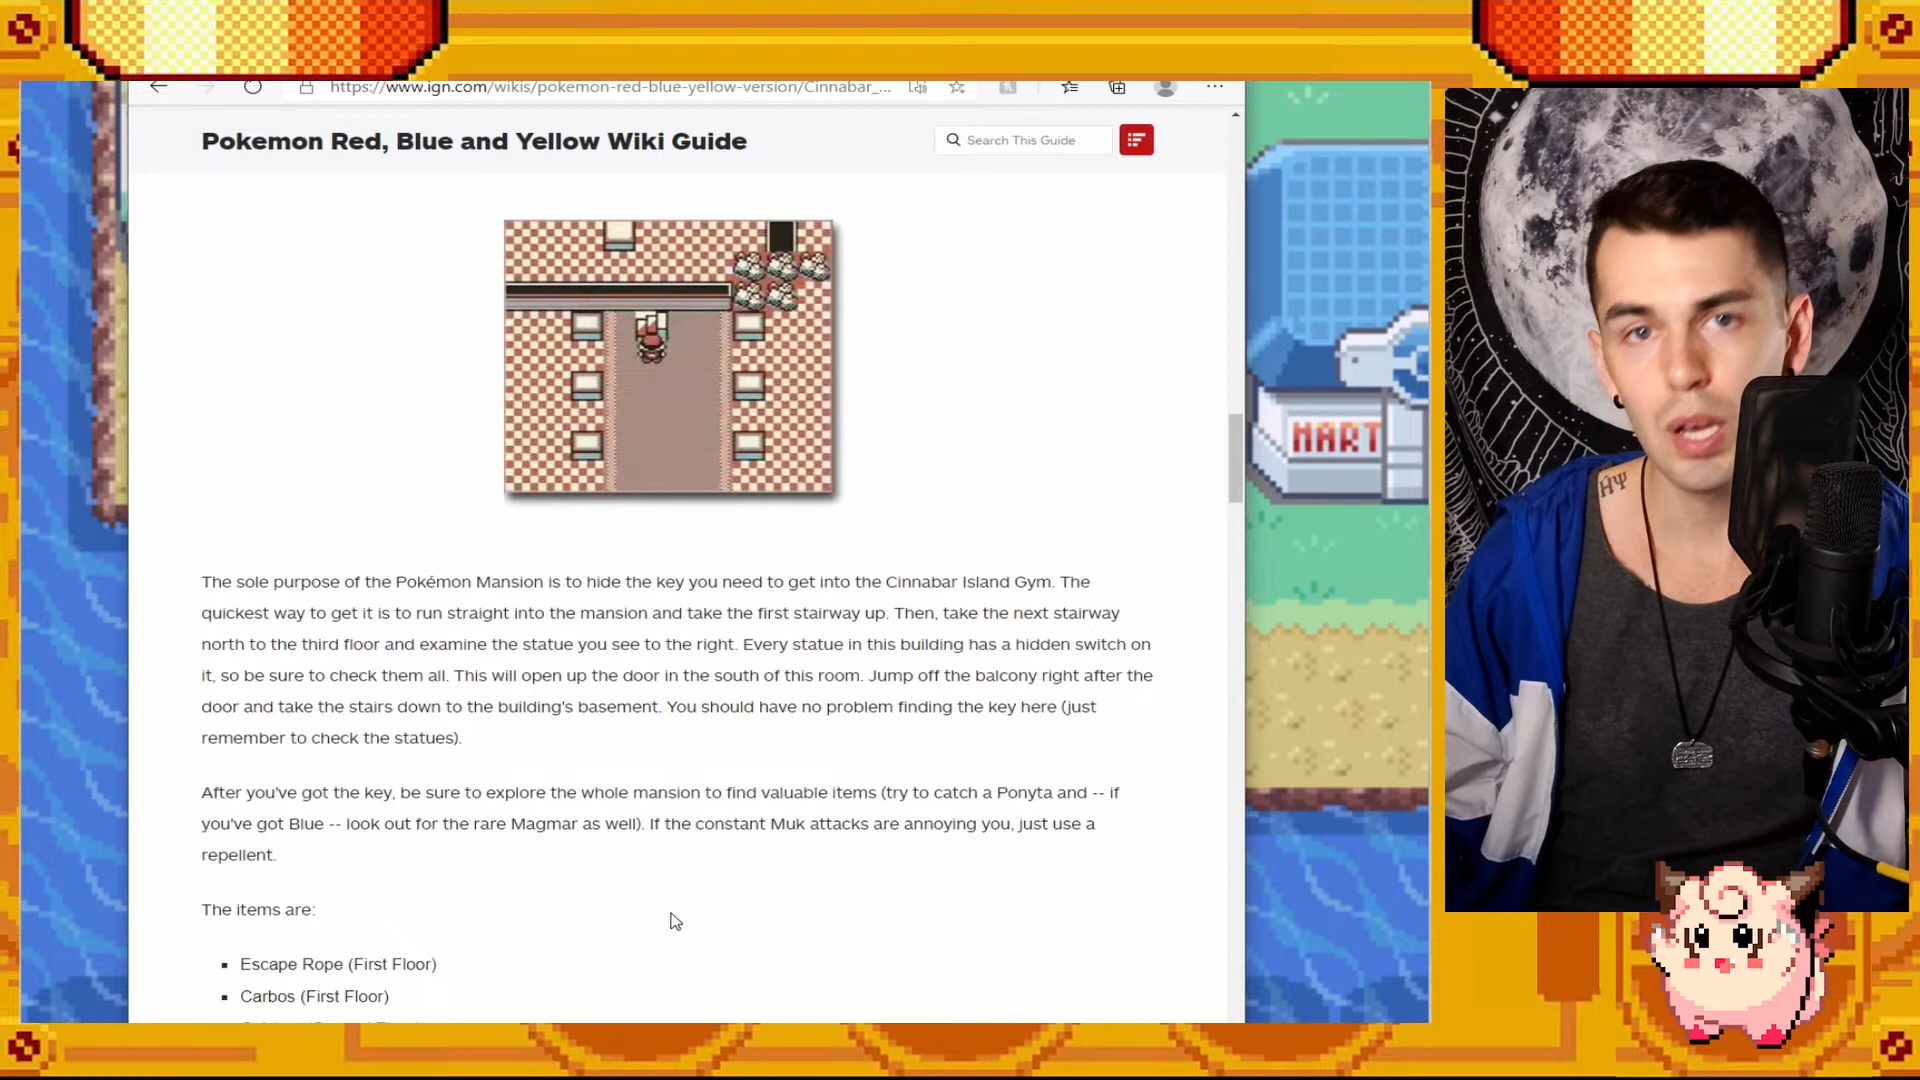 https://www.ign.com/wikis/pokemon-red-blue-yellow-version/Cinnabar_...
Pokemon Red, Blue and Yellow Wiki Guide
Search This Guide
MART
ΗΨ
The sole purpose of the Pokémon Mansion is to hide the key you need to get into the Cinnabar Island Gym. The
quickest way to get it is to run straight into the mansion and take the first stairway up. Then, take the next stairway
north to the third floor and examine the statue you see to the right. Every statue in this building has a hidden switch on
it, so be sure to check them all. This will open up the door in the south of this room. Jump off the balcony right after the
door and take the stairs down to the building's basement. You should have no problem finding the key here (just
remember to check the statues).
After you've got the key, be sure to explore the whole mansion to find valuable items (try to catch a Ponyta and -- if
you've got Blue -- look out for the rare Magmar as well). If the constant Muk attacks are annoying you, just use a
repellent.
The items are:
▪ Escape Rope (First Floor)
▪ Carbos (First Floor)